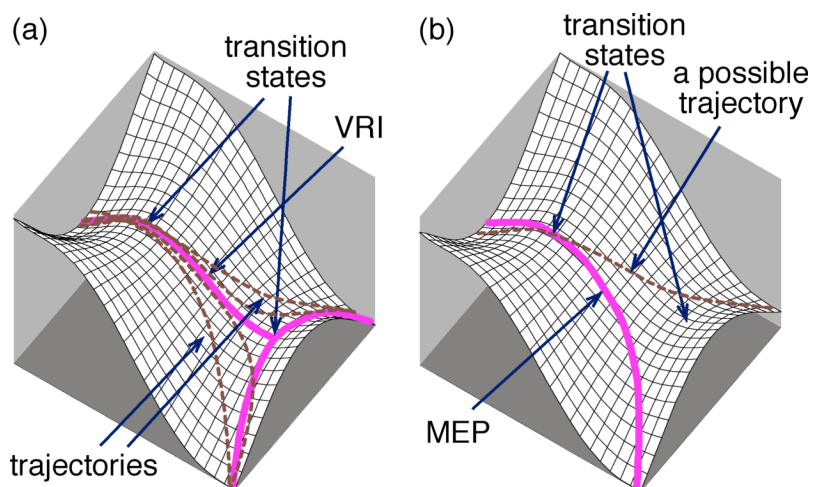 (a)
transition
states
VRI
trajectories
(b)
transition
states
a possible
trajectory
MEP